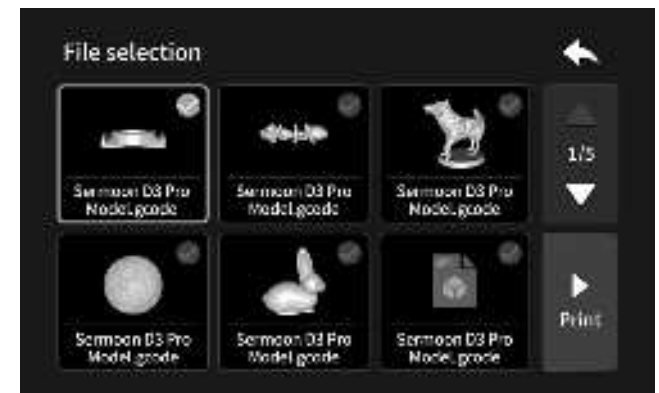 File selection
Sermoon D3 Pro
Model.gcode
Sermoon D3 Pro
Model.gcode
Sermoon D3 Pro
Model.gcode
1/5
Sermoon D3 Pro
Model.gcode
Sermoon D3 Pro
Model.gcode
Sermoon D3 Pro
Model.gcode
Print